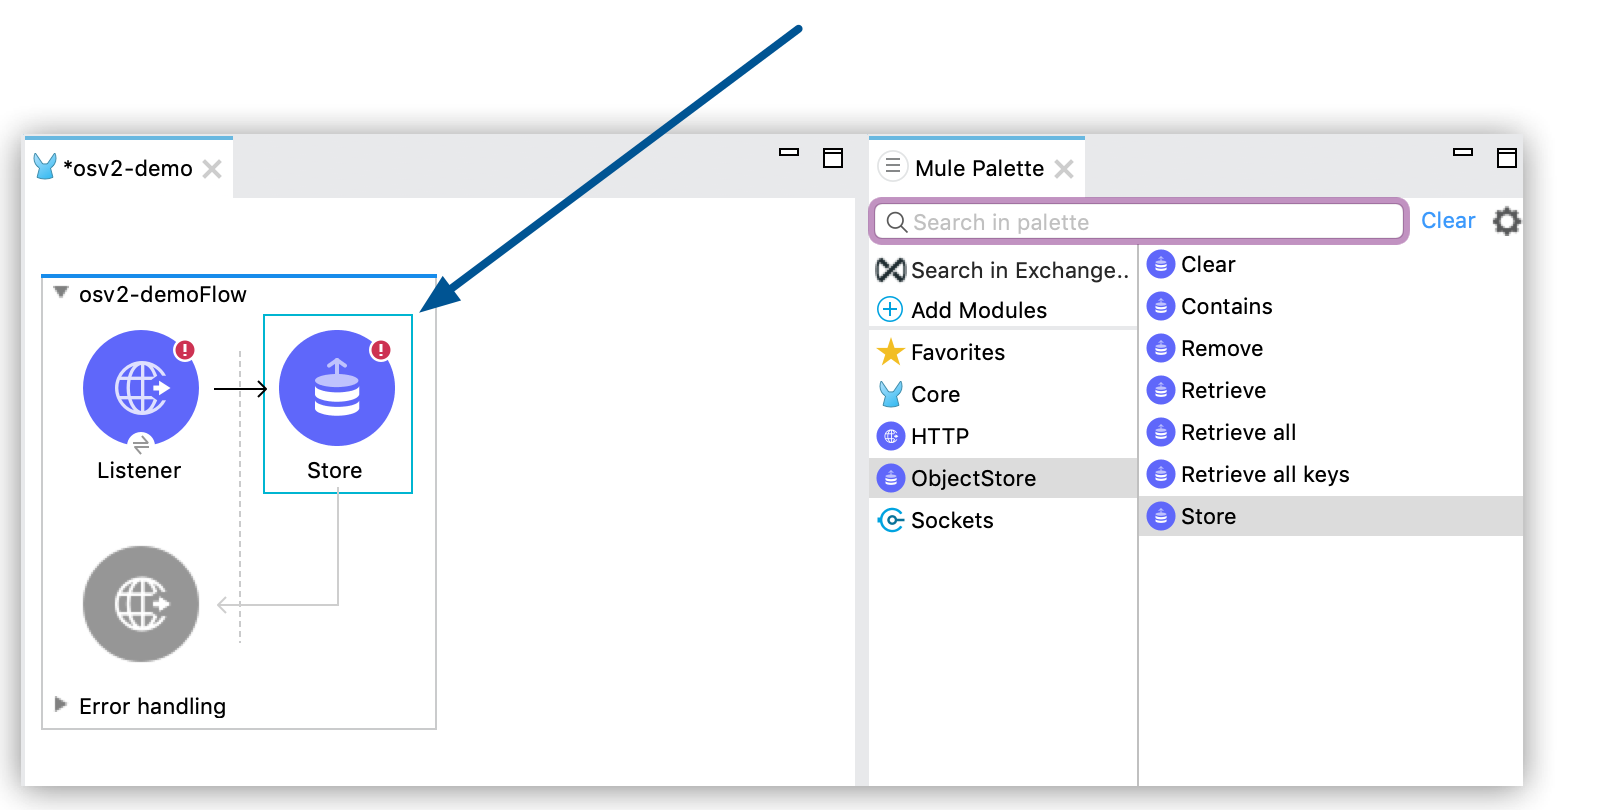 *osv2-demo
Mule Palette
Search in palette
Clear
osv2-demoFlow
Listener
Store
Error handling
Search in Exchange..
Add Modules
Favorites
Core
HTTP
ObjectStore
Sockets
Clear
Contains
Remove
Retrieve
Retrieve all
Retrieve all keys
Store